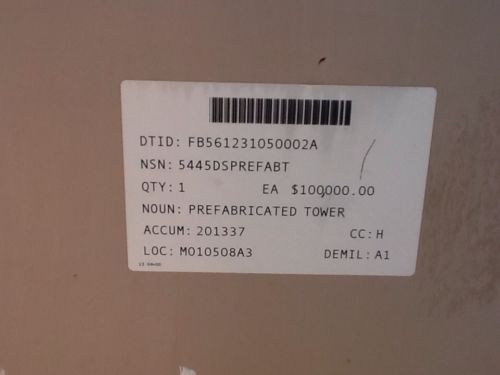 DTID: FB561231050002A
NSN: 5445DSPREFABT
QTY: 1 EA $100000.00
NOUN: PREFABRICATED TOWER
ACCUM: 201337 CC: H
LOC: M010508A3 DEMIL: A1